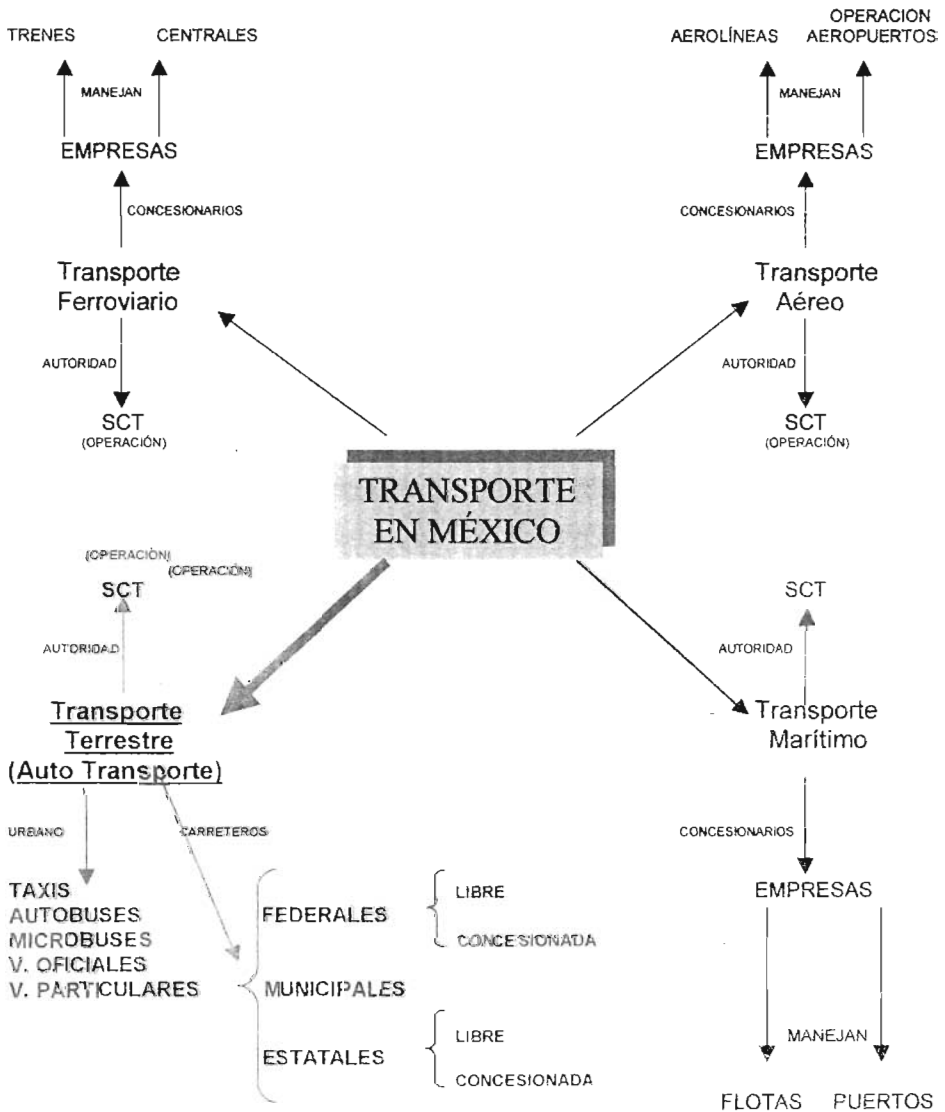 TRENES
CENTRALES
MANEJAN
EMPRESAS
CONCESIONARIOS
Transporte
Ferroviario
AUTORIDAD
SCT
(OPERACIÓN)
AEROLÍNEAS
OPERACION
AEROPUERTOS
MANEJAN
EMPRESAS
CONCESIONARIOS
Transporte
Aéreo
AUTORIDAD
SCT
(OPERACIÓN)
TRANSPORTE
EN MÉXICO
(OPERACIÓN)
(OPERACIÓN)
SCT
AUTORIDAD
Transporte
Terrestre
(Auto Transporte)
URBANO
CARRETEROS
TAXIS
AUTOBUSES
MICROBUSES
V. OFICIALES
V. PARTICULARES
FEDERALES
LIBRE
CONCESIONADA
MUNICIPALES
ESTATALES
LIBRE
CONCESIONADA
SCT
AUTORIDAD
Transporte
Marítimo
CONCESIONARIOS
EMPRESAS
MANEJAN
FLOTAS
PUERTOS